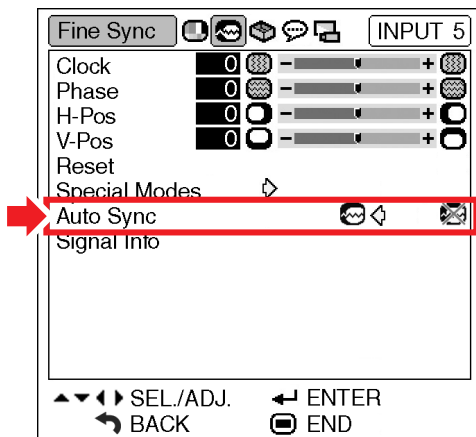 Fine Sync INPUT 5
Clock 0 - +
Phase 0 - +
H-Pos 0 - +
V-Pos 0 - +
Reset
Special Modes
Auto Sync
Signal Info
SEL./ADJ. ENTER
BACK END